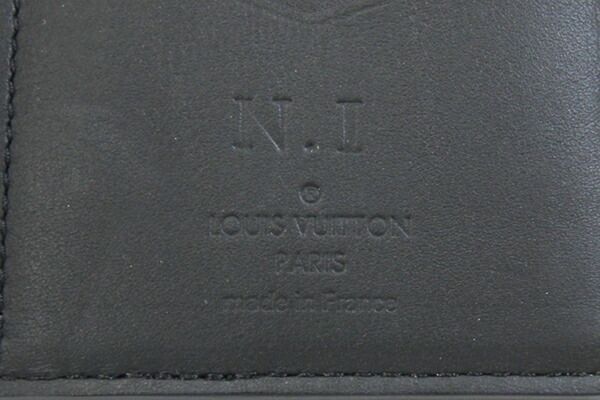 N.I
®
LOUIS VUITTON
PARIS
made in France